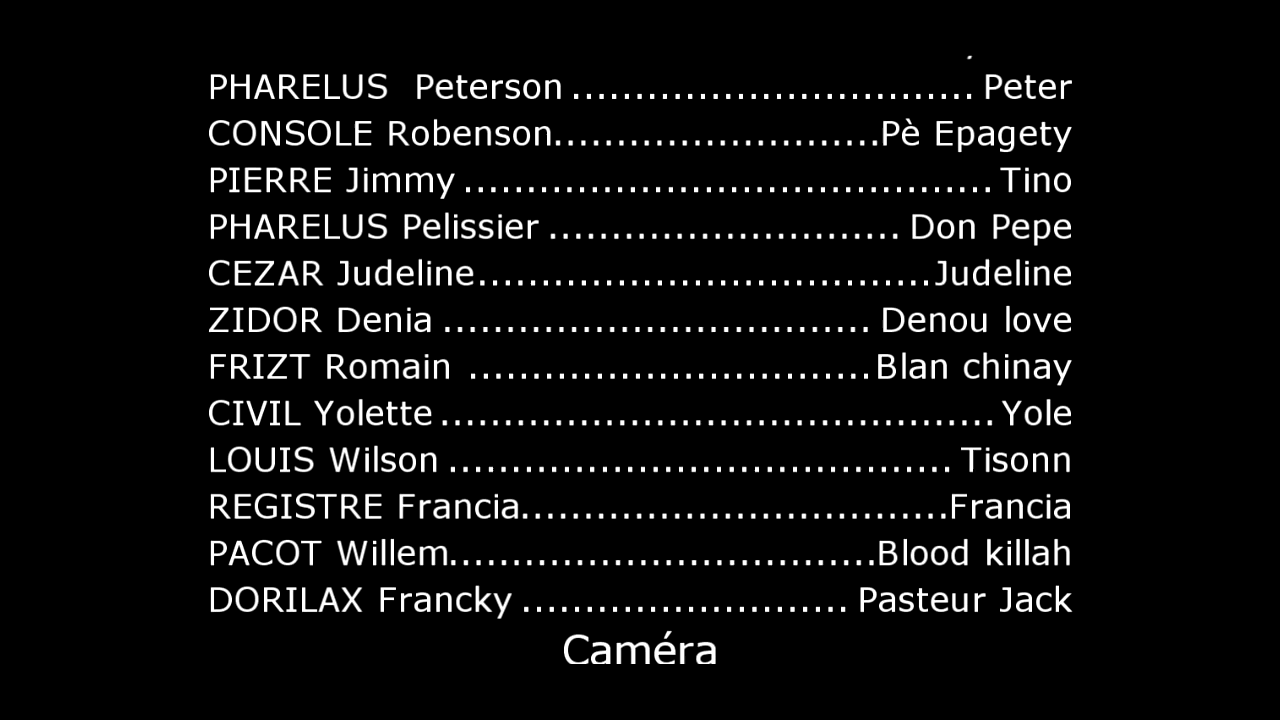 PHARELUS  Peterson ................................ Peter
CONSOLE Robenson..........................Pè Epagety
PIERRE Jimmy .......................................... Tino
PHARELUS Pelissier ............................ Don Pepe
CEZAR Judeline....................................Judeline
ZIDOR Denia .................................. Denou love
FRIZT Romain ................................Blan chinay
CIVIL Yolette ............................................ Yole
LOUIS Wilson ........................................ Tisonn
REGISTRE Francia..................................Francia
PACOT Willem..................................Blood killah
DORILAX Francky .......................... Pasteur Jack
Caméra